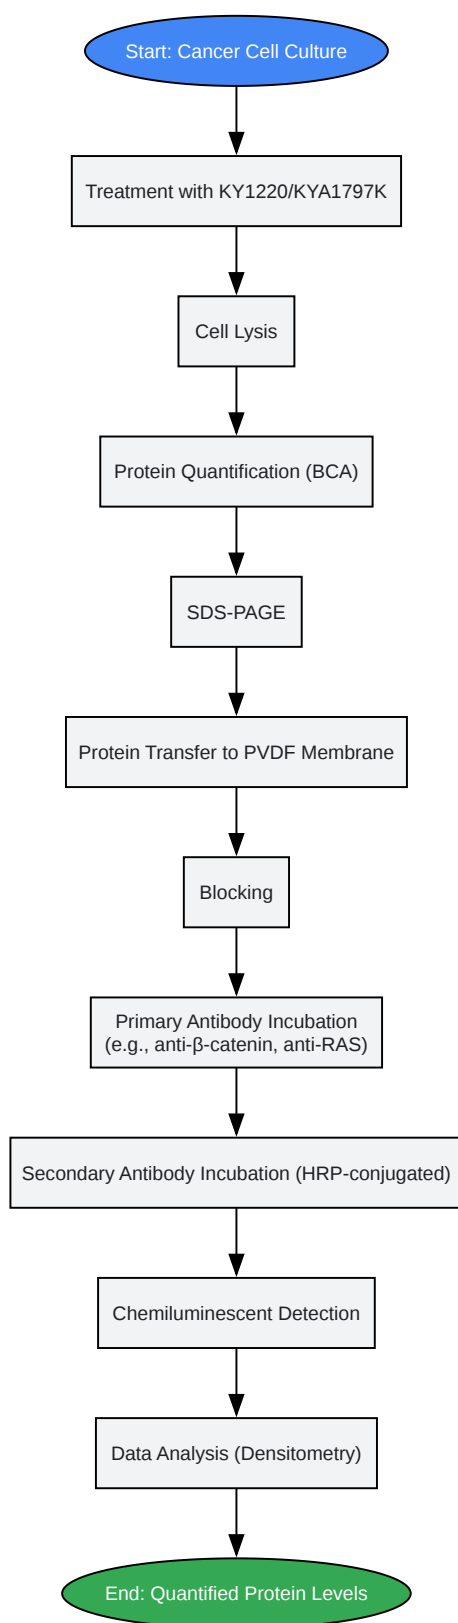 Start: Cancer Cell Culture
Treatment with KY1220/KYA1797K
Cell Lysis
Protein Quantification (BCA)
SDS-PAGE
Protein Transfer to PVDF Membrane
Blocking
Primary Antibody Incubation
(e.g., anti-β-catenin, anti-RAS)
Secondary Antibody Incubation (HRP-conjugated)
Chemiluminescent Detection
Data Analysis (Densitometry)
End: Quantified Protein Levels